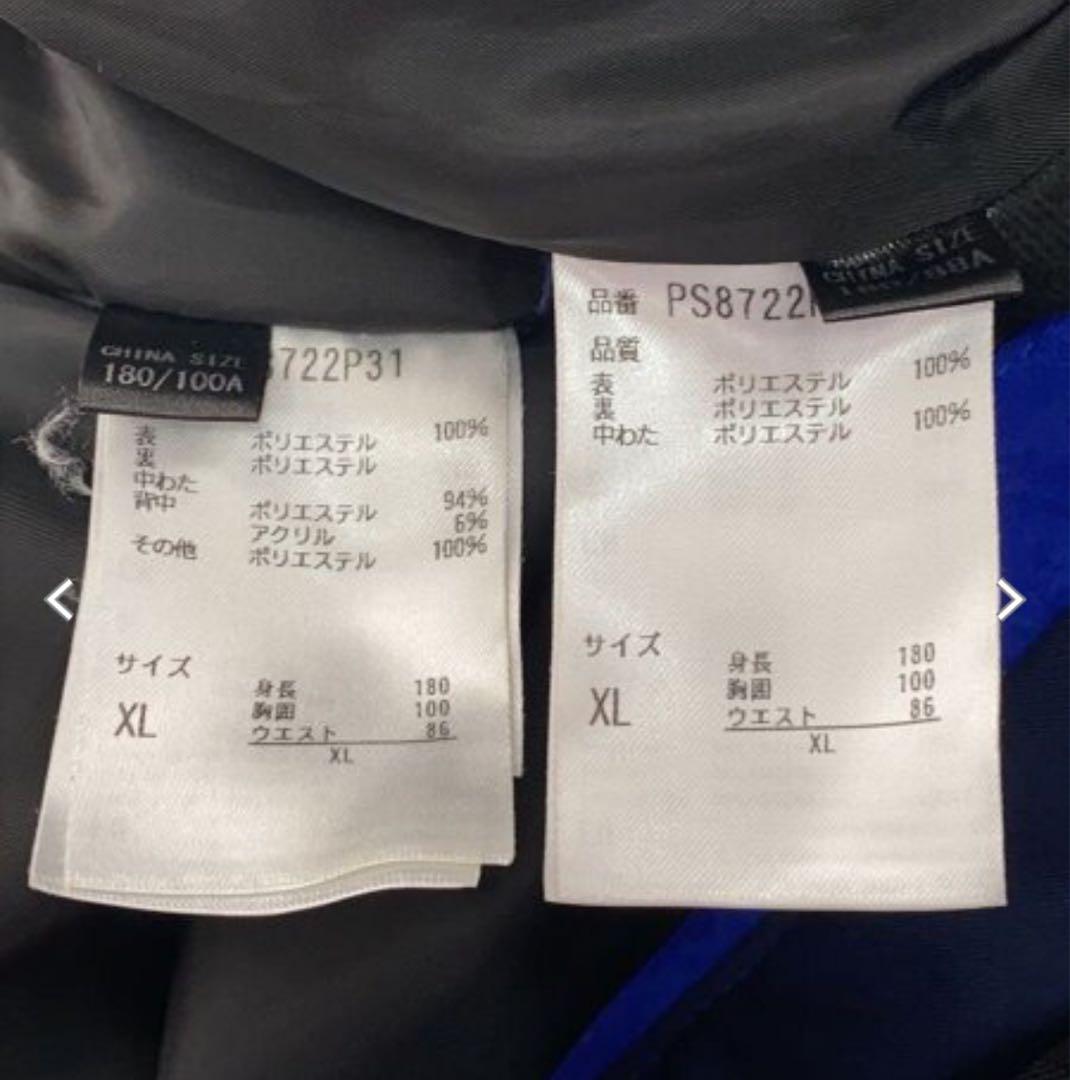 CHINA SIZE
180/100A
722P31
表 ポリエステル 100%
裏 ポリエステル
中わた
背中 ポリエステル 94%
アクリル 6%
その他 ポリエステル 100%
サイズ
XL
身長 180
胸囲 100
ウエスト 86
XL
CHINA SIZE
品番 PS8722
品質
表 ポリエステル 100%
裏 ポリエステル
中わた ポリエステル 100%
サイズ
XL
身長 180
胸囲 100
ウエスト 86
XL